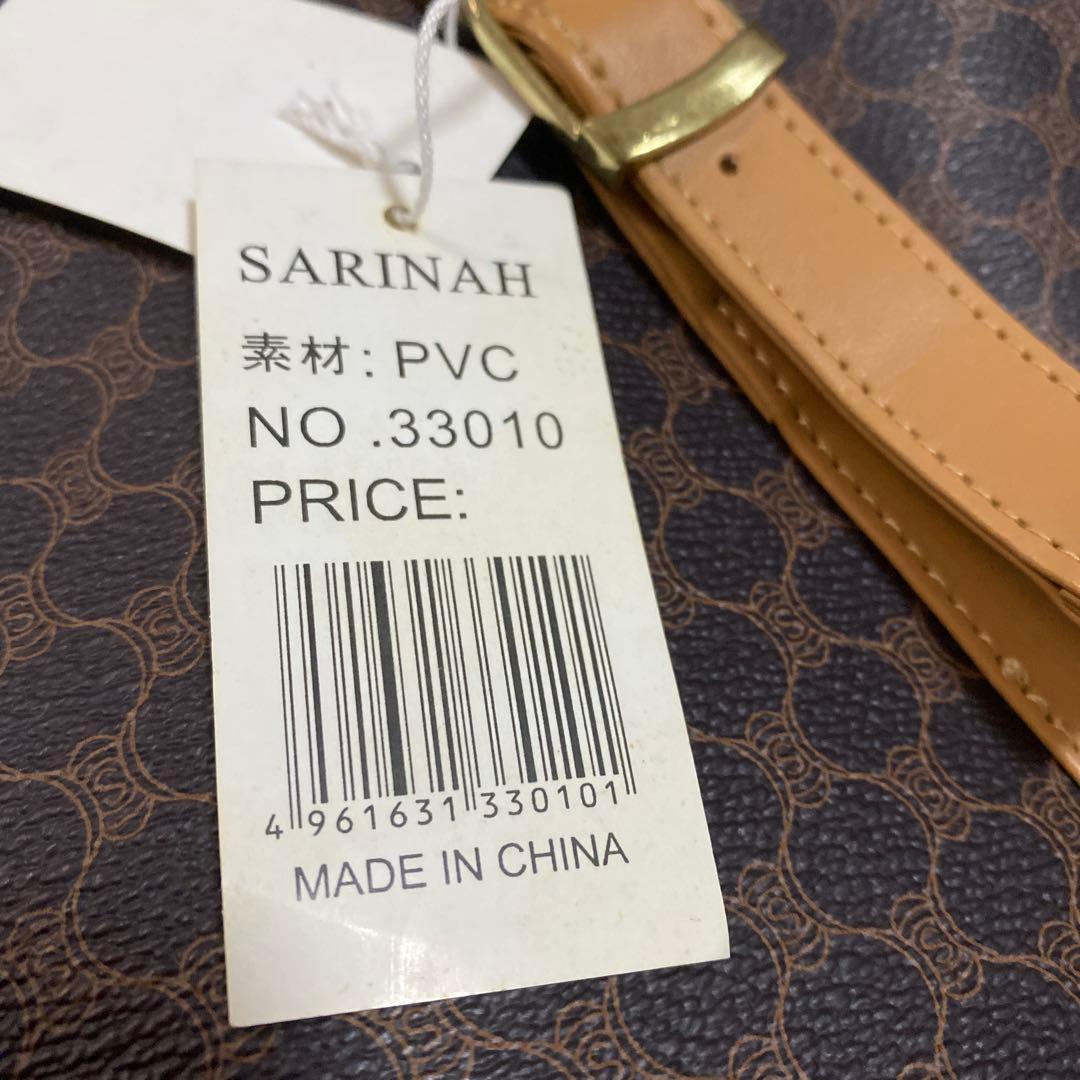 SARINAH
素材: PVC
NO .33010
PRICE:
4 961631 330101
MADE IN CHINA